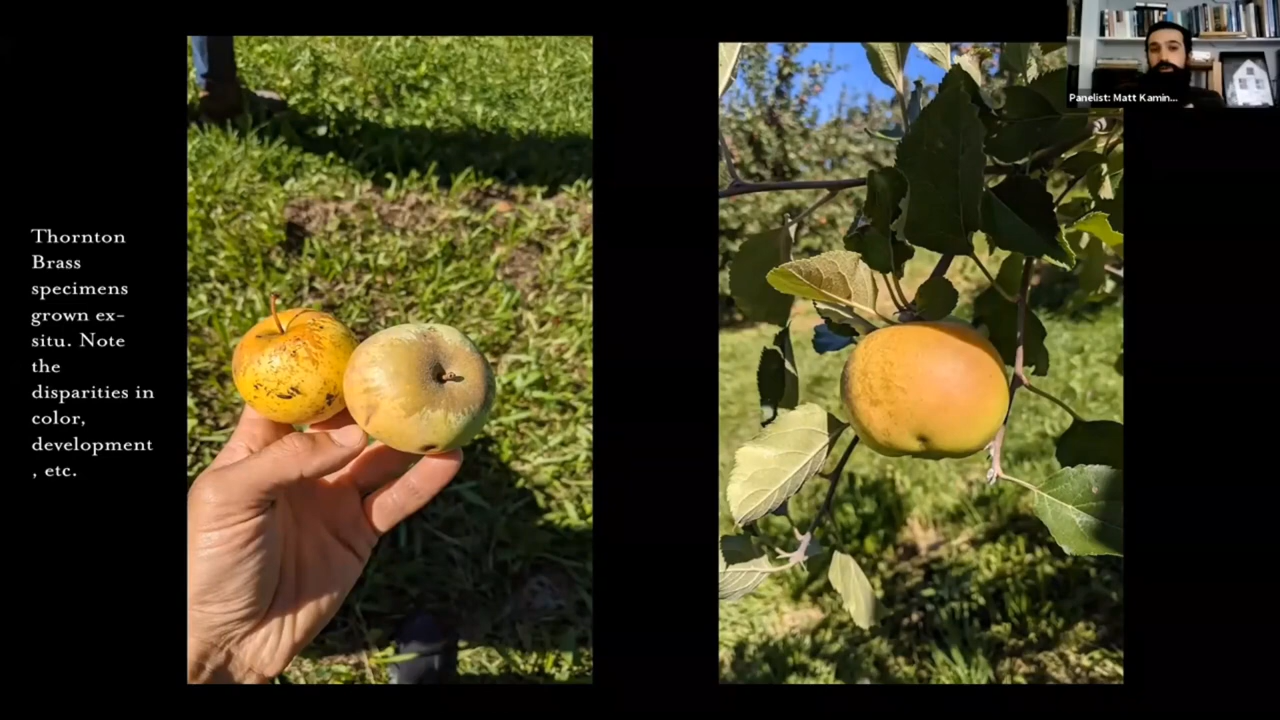 Thornton
Brass
specimens
grown ex-
situ. Note
the
disparities in
color,
development
, etc.
Panelist: Matt Kamin...